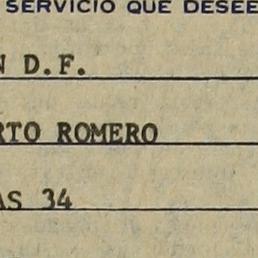 SERVICIO QUE DESEE
N D.F.
RTO ROMERO
AS 34